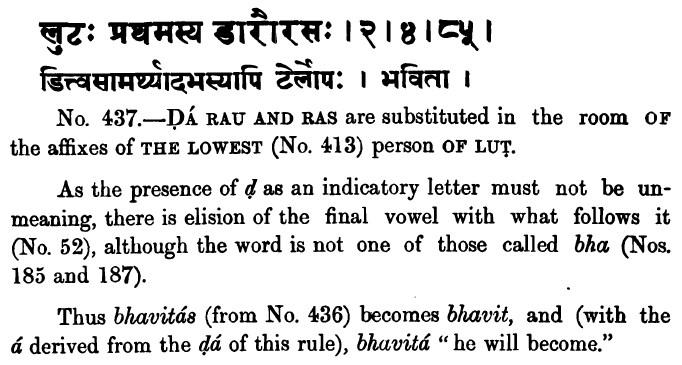 लुटः प्रथमस्य डारौरसः । २ । ४ । ८५ ।
डित्त्वसामर्थ्यादभस्यापि टेर्लोपः । भविता ।
No. 437.—ḌÁ RAU AND RAS are substituted in the room OF
the affixes of THE LOWEST (No. 413) person OF LUṬ.
As the presence of ḍ as an indicatory letter must not be un-
meaning, there is elision of the final vowel with what follows it
(No. 52), although the word is not one of those called bha (Nos.
185 and 187).
Thus bhavitás (from No. 436) becomes bhavit, and (with the
á derived from the ḍá of this rule), bhavitá “he will become.”